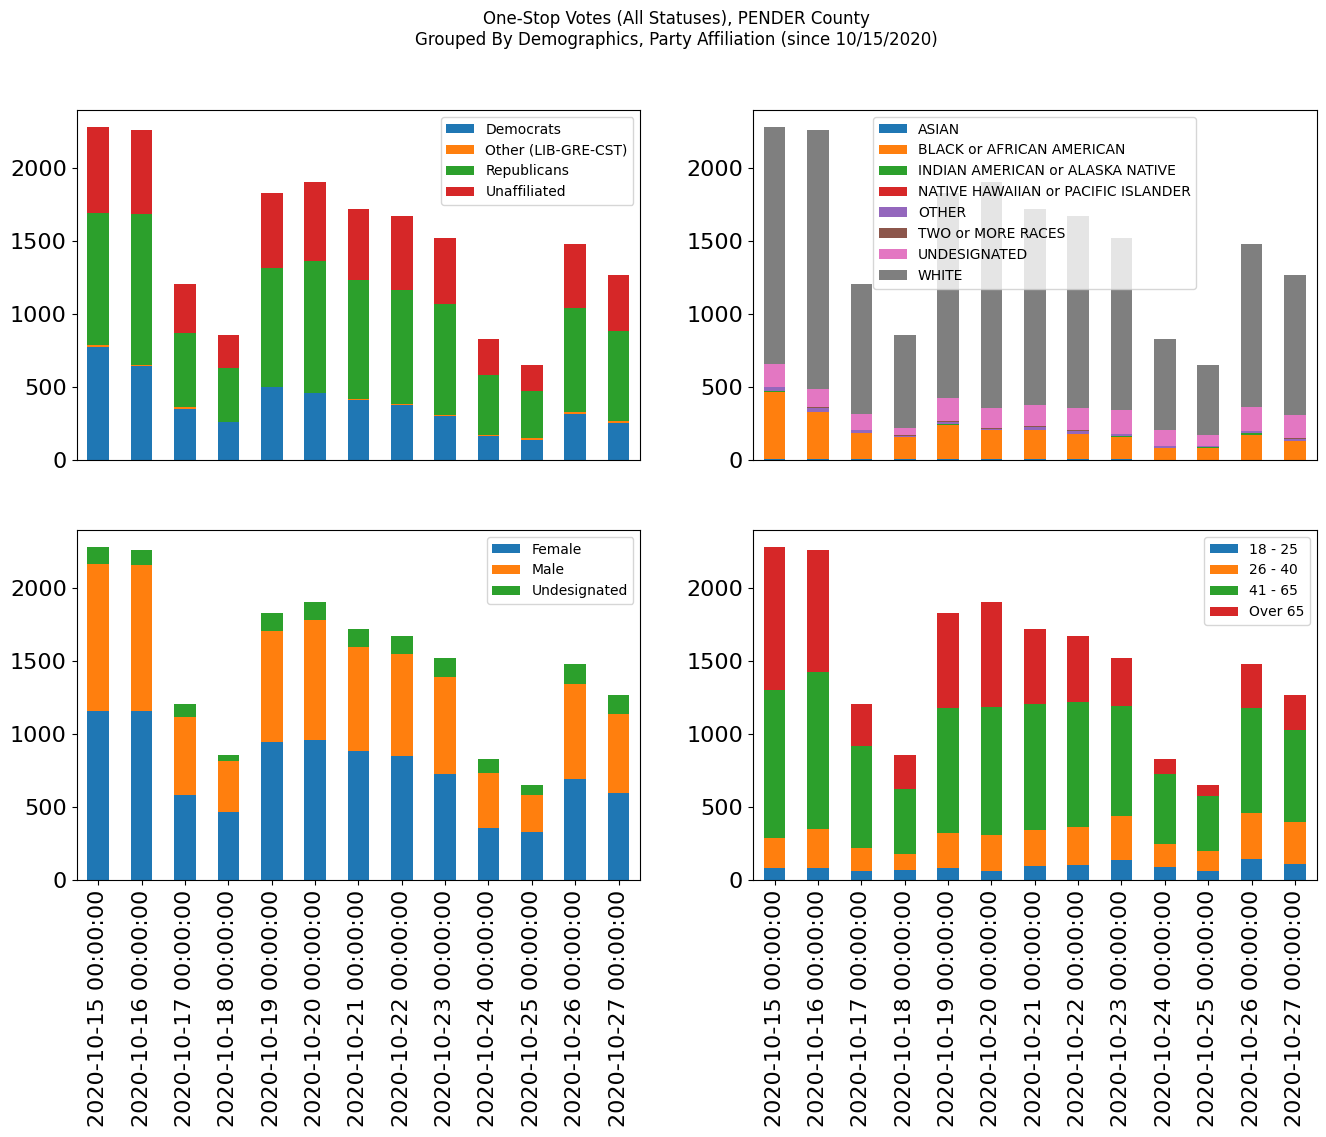 One-Stop Votes (All Statuses), PENDER County
Grouped By Demographics, Party Affiliation (since 10/15/2020)
2000
1500
1000
500
0
Democrats
Other (LIB-GRE-CST)
Republicans
Unaffiliated
2000
1500
1000
500
0
ASIAN
BLACK or AFRICAN AMERICAN
INDIAN AMERICAN or ALASKA NATIVE
NATIVE HAWAIIAN or PACIFIC ISLANDER
OTHER
TWO or MORE RACES
UNDESIGNATED
WHITE
2000
1500
1000
500
0
Female
Male
Undesignated
2020-10-15 00:00:00
2020-10-16 00:00:00
2020-10-17 00:00:00
2020-10-18 00:00:00
2020-10-19 00:00:00
2020-10-20 00:00:00
2020-10-21 00:00:00
2020-10-22 00:00:00
2020-10-23 00:00:00
2020-10-24 00:00:00
2020-10-25 00:00:00
2020-10-26 00:00:00
2020-10-27 00:00:00
2000
1500
1000
500
0
18 - 25
26 - 40
41 - 65
Over 65
2020-10-15 00:00:00
2020-10-16 00:00:00
2020-10-17 00:00:00
2020-10-18 00:00:00
2020-10-19 00:00:00
2020-10-20 00:00:00
2020-10-21 00:00:00
2020-10-22 00:00:00
2020-10-23 00:00:00
2020-10-24 00:00:00
2020-10-25 00:00:00
2020-10-26 00:00:00
2020-10-27 00:00:00